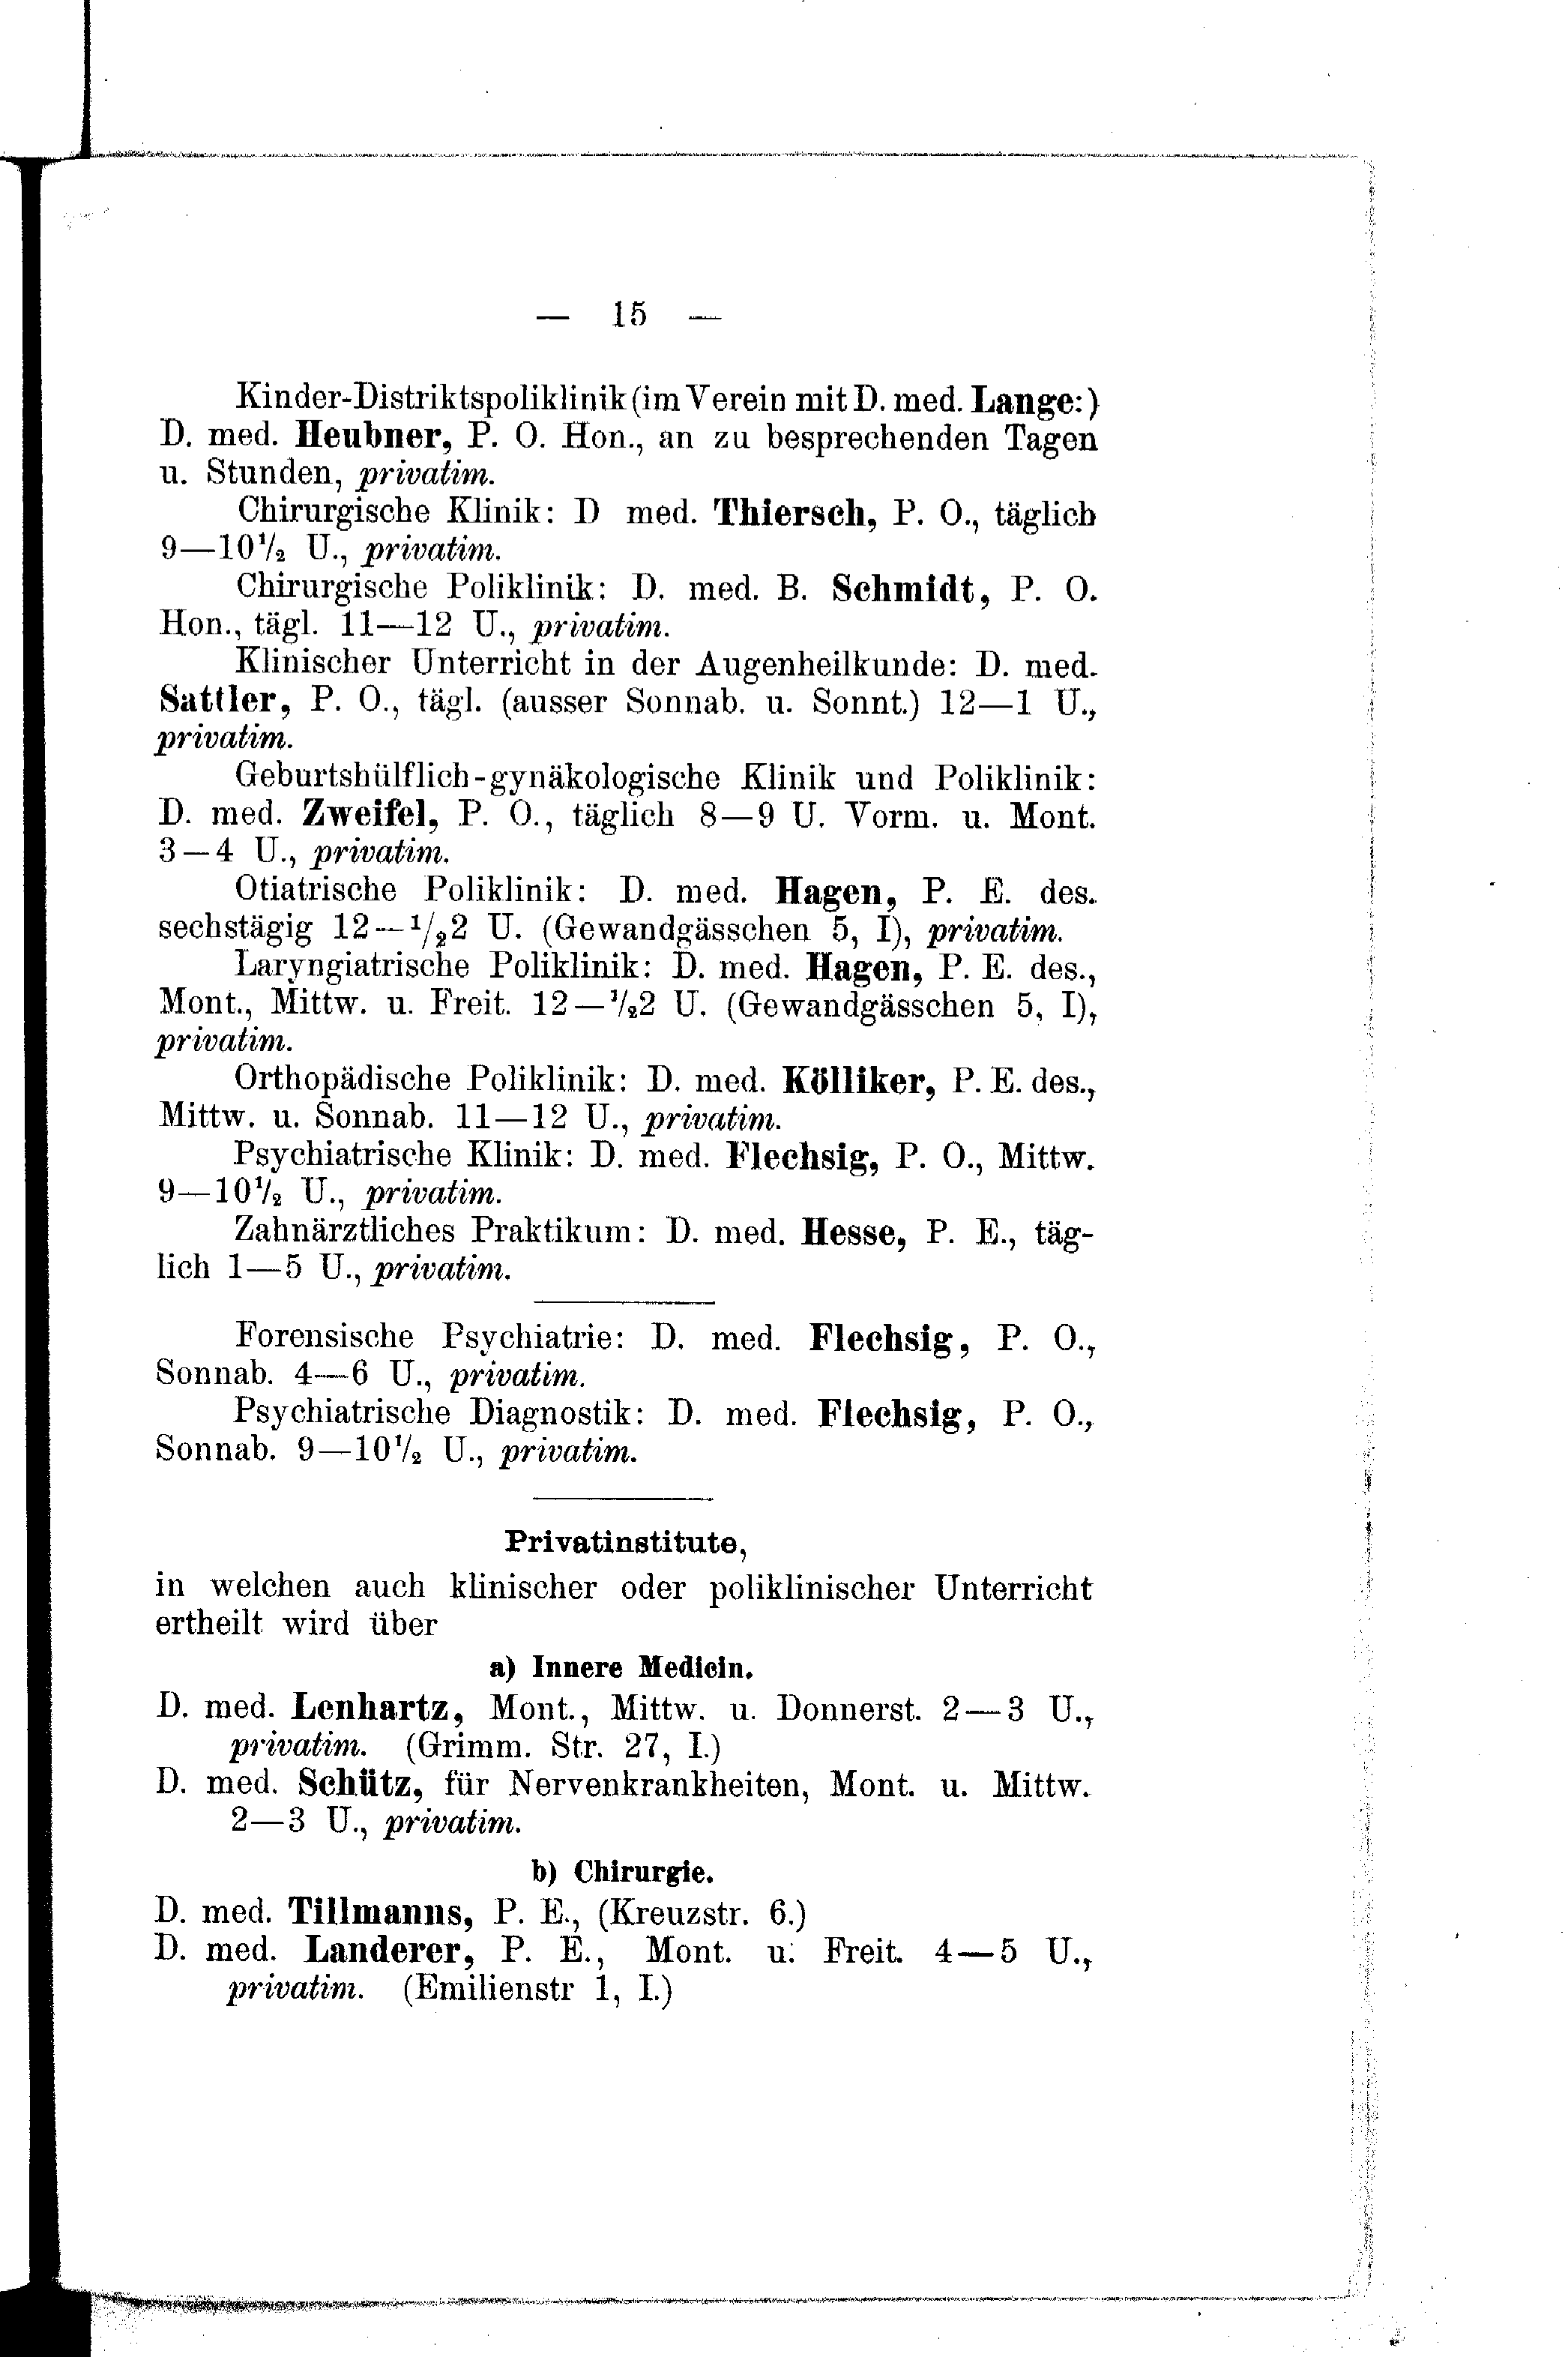 — 15 —
Kinder-Distriktspoliklinik (im Verein mit D. med. Lange:)
D. med. Heubner, P. O. Hon., an zu besprechenden Tagen
u. Stunden, privatim.
Chirurgische Klinik: D med. Thiersch, P. O., täglich
9—10½ U., privatim.
Chirurgische Poliklinik: D. med. B. Schmidt, P. O.
Hon., tägl. 11—12 U., privatim.
Klinischer Unterricht in der Augenheilkunde: D. med.
Sattler, P. O., tägl. (ausser Sonnab. u. Sonnt.) 12—1 U.,
privatim.
Geburtshülflich-gynäkologische Klinik und Poliklinik:
D. med. Zweifel, P. O., täglich 8—9 U. Vorm. u. Mont.
3—4 U., privatim.
Otiatrische Poliklinik: D. med. Hagen, P. E. des.
sechstägig 12—½2 U. (Gewandgässchen 5, I), privatim.
Laryngiatrische Poliklinik: D. med. Hagen, P. E. des.,
Mont., Mittw. u. Freit. 12—½2 U. (Gewandgässchen 5, I),
privatim.
Orthopädische Poliklinik: D. med. Kölliker, P. E. des.,
Mittw. u. Sonnab. 11—12 U., privatim.
Psychiatrische Klinik: D. med. Flechsig, P. O., Mittw.
9—10½ U., privatim.
Zahnärztliches Praktikum: D. med. Hesse, P. E., täg-
lich 1—5 U., privatim.
Forensische Psychiatrie: D. med. Flechsig, P. O.,
Sonnab. 4—6 U., privatim.
Psychiatrische Diagnostik: D. med. Flechsig, P. O.,
Sonnab. 9—10½ U., privatim.
Privatinstitute,
in welchen auch klinischer oder poliklinischer Unterricht
ertheilt wird über
a) Innere Medicin.
D. med. Lenhartz, Mont., Mittw. u. Donnerst. 2—3 U.,
privatim. (Grimm. Str. 27, I.)
D. med. Schütz, für Nervenkrankheiten, Mont. u. Mittw.
2—3 U., privatim.
b) Chirurgie.
D. med. Tillmanns, P. E., (Kreuzstr. 6.)
D. med. Landerer, P. E., Mont. u. Freit. 4—5 U.,
privatim. (Emilienstr 1, I.)